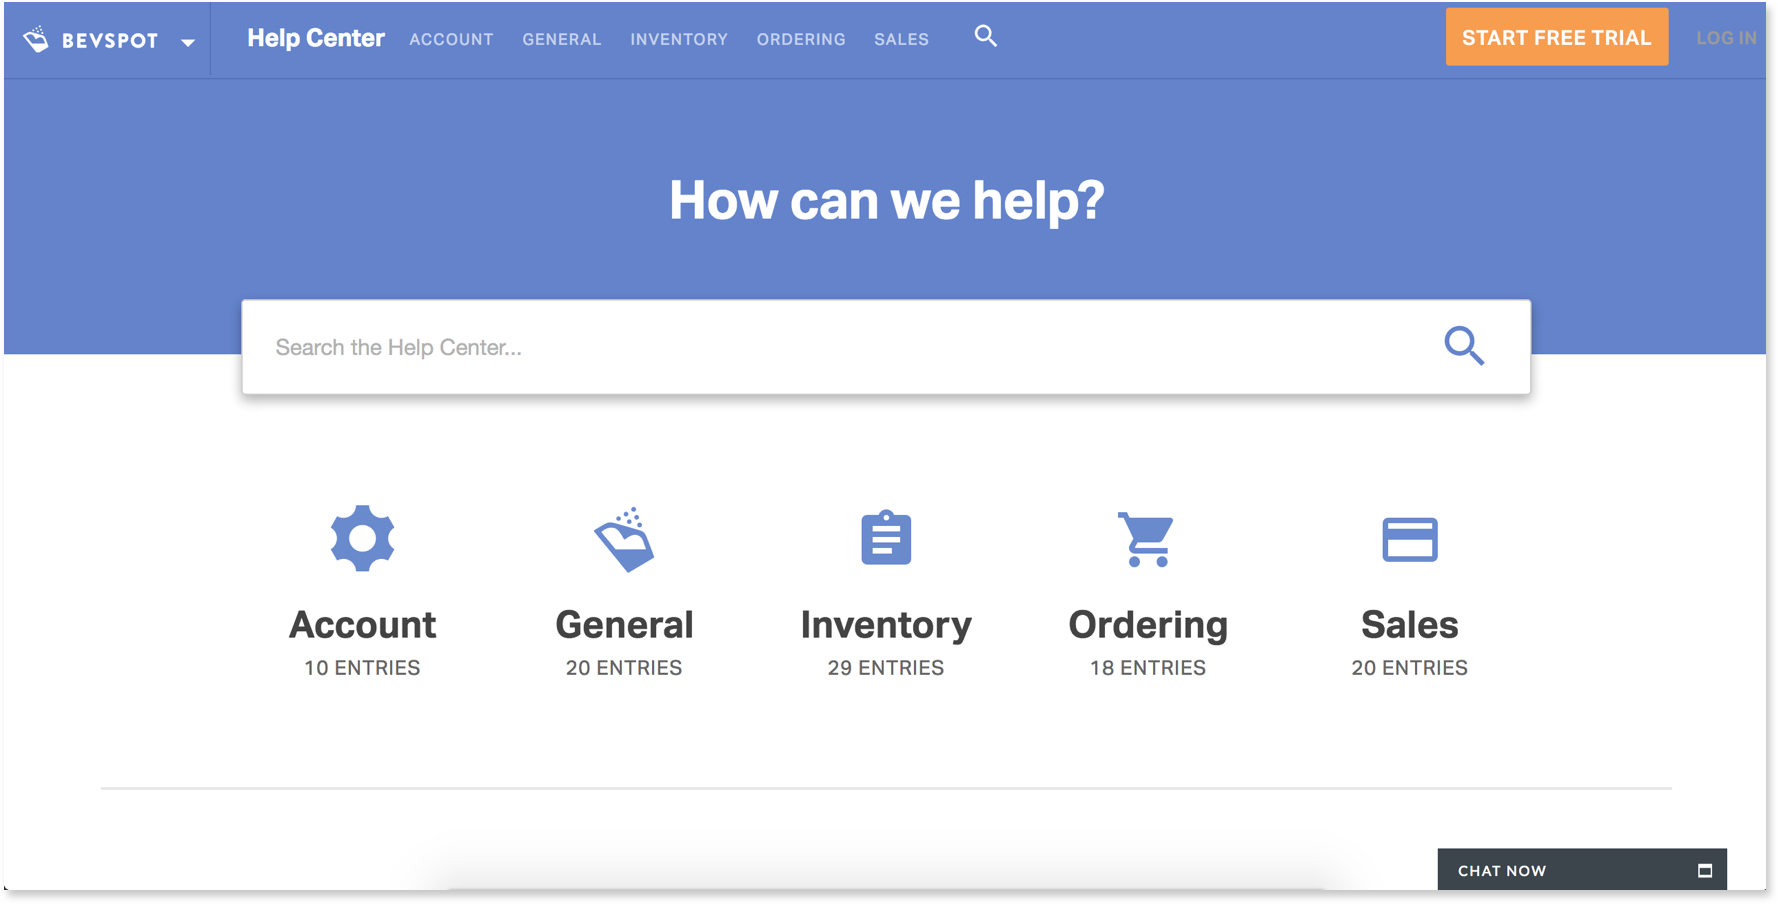 BEVSPOT
Help Center ACCOUNT GENERAL INVENTORY ORDERING SALES
START FREE TRIAL LOG IN
How can we help?
Search the Help Center...
Account General Inventory Ordering Sales
10 ENTRIES 20 ENTRIES 29 ENTRIES 18 ENTRIES 20 ENTRIES
CHAT NOW